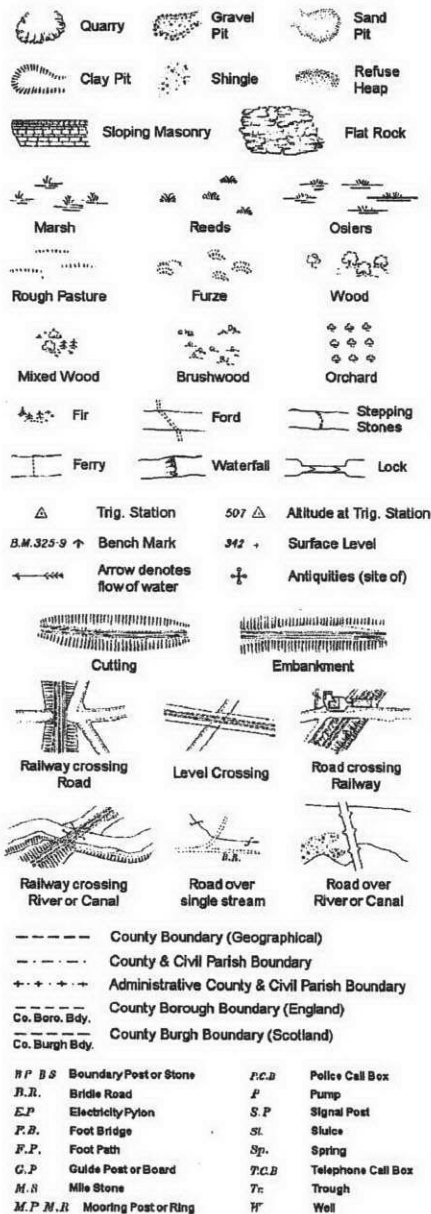 Quarry
Gravel Pit
Sand Pit
Clay Pit
Shingle
Refuse Heap
Sloping Masonry
Flat Rock
Marsh
Reeds
Osiers
Rough Pasture
Furze
Wood
Mixed Wood
Brushwood
Orchard
Fir
Ford
Stepping Stones
Ferry
Waterfall
Lock
Trig. Station
507 Altitude at Trig. Station
B.M.325·9 Bench Mark
342 + Surface Level
Arrow denotes flow of water
Antiquities (site of)
Cutting
Embankment
Railway crossing Road
Level Crossing
Road crossing Railway
B.R.
Railway crossing River or Canal
Road over single stream
Road over River or Canal
County Boundary (Geographical)
County & Civil Parish Boundary
Administrative County & Civil Parish Boundary
Co. Boro. Bdy. County Borough Boundary (England)
Co. Burgh Bdy. County Burgh Boundary (Scotland)
B P B S Boundary Post or Stone
P.C.B Police Call Box
B.R. Bridle Road
P Pump
E.P Electricity Pylon
S.P Signal Post
F.B. Foot Bridge
Sl. Sluice
F.P. Foot Path
Sp. Spring
G.P Guide Post or Board
T.C.B Telephone Call Box
M.S Mile Stone
Tr. Trough
M.P M.R Mooring Post or Ring
W Well